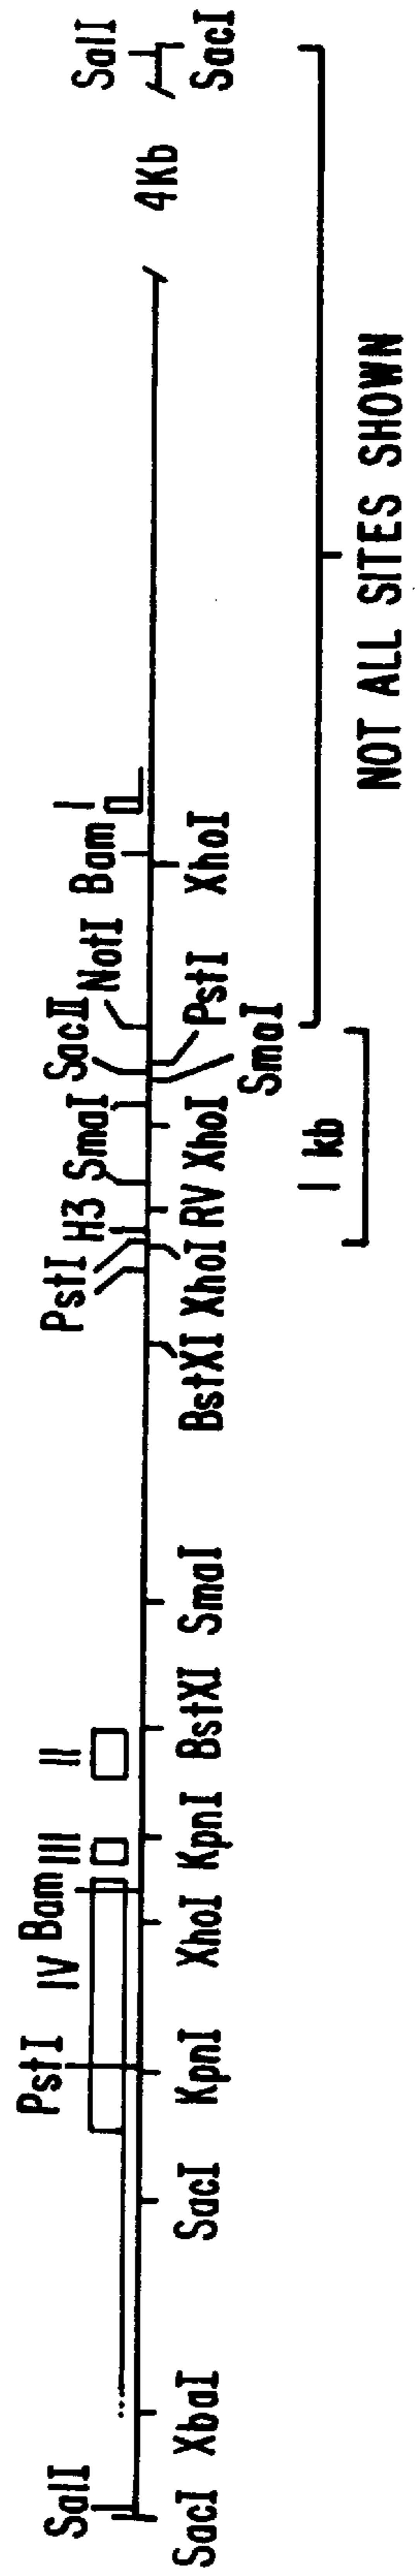 SalI
PstI
IV
Bam
III
II
PstI
H3
SmaI
SacII
NotI
Bam
I
4Kb
SalI
SacI
XbaI
SacI
KpnI
XhoI
KpnI
BstXI
SmaI
BstXI
XhoI
RV
XhoI
SmaI
PstI
XhoI
SacI
1 kb
NOT ALL SITES SHOWN